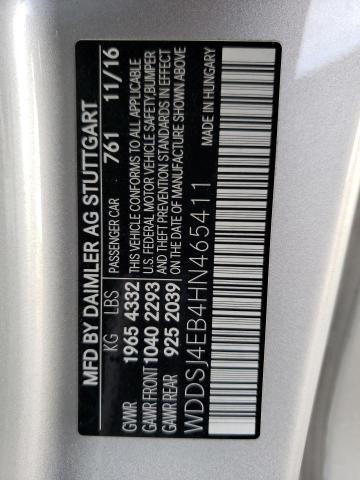 MFD BY DAIMLER AG STUTTGART
KG LBS PASSENGER CAR 761 11/16
GVWR 1965 4332 THIS VEHICLE CONFORMS TO ALL APPLICABLE
GAWR FRONT 1040 2293 U.S. FEDERAL MOTOR VEHICLE SAFETY, BUMPER
GAWR REAR 925 2039 AND THEFT PREVENTION STANDARDS IN EFFECT
ON THE DATE OF MANUFACTURE SHOWN ABOVE
MADE IN HUNGARY
WDDSJ4EB4HN465411